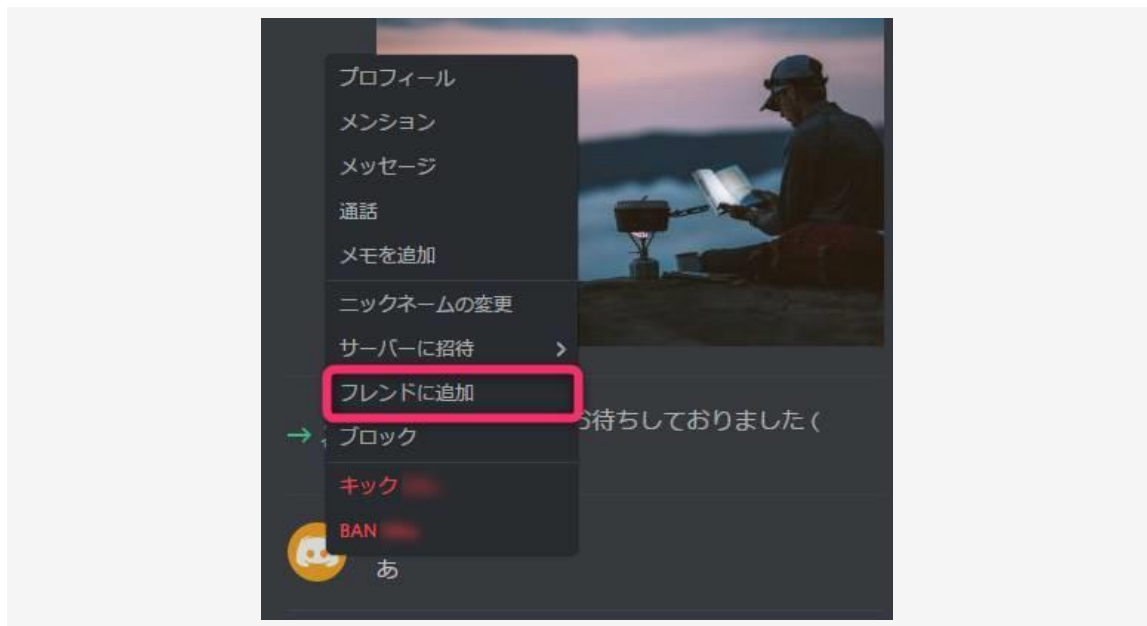 プロフィール
メンション
メッセージ
通話
メモを追加
ニックネームの変更
サーバーに招待
フレンドに追加
お待ちしておりました (
ブロック
キック
BAN
あ